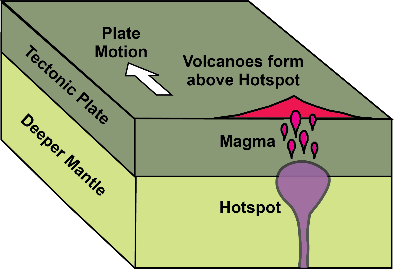 Plate
Motion
Volcanoes form
above Hotspot
Tectonic Plate
Magma
Deeper Mantle
Hotspot